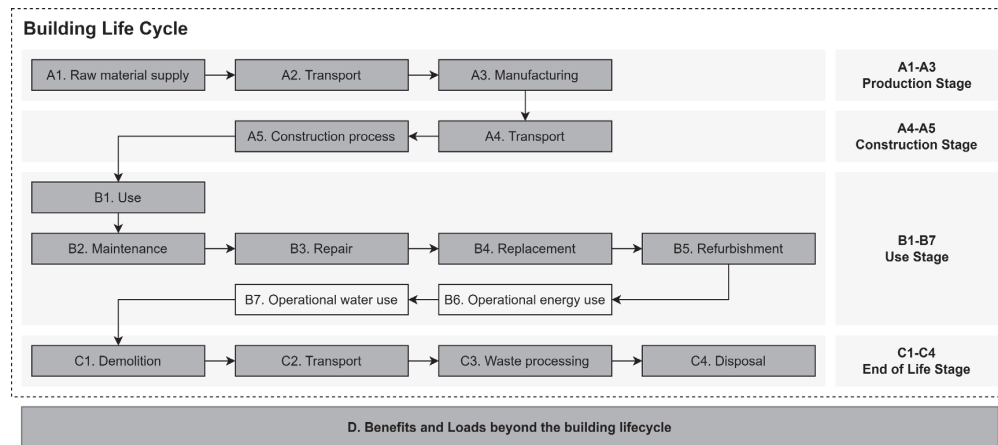 Building Life Cycle
A1. Raw material supply
A2. Transport
A3. Manufacturing
A1-A3
Production Stage
A5. Construction process
A4. Transport
A4-A5
Construction Stage
B1. Use
B2. Maintenance
B3. Repair
B4. Replacement
B5. Refurbishment
B7. Operational water use
B6. Operational energy use
B1-B7
Use Stage
C1. Demolition
C2. Transport
C3. Waste processing
C4. Disposal
C1-C4
End of Life Stage
D. Benefits and Loads beyond the building lifecycle